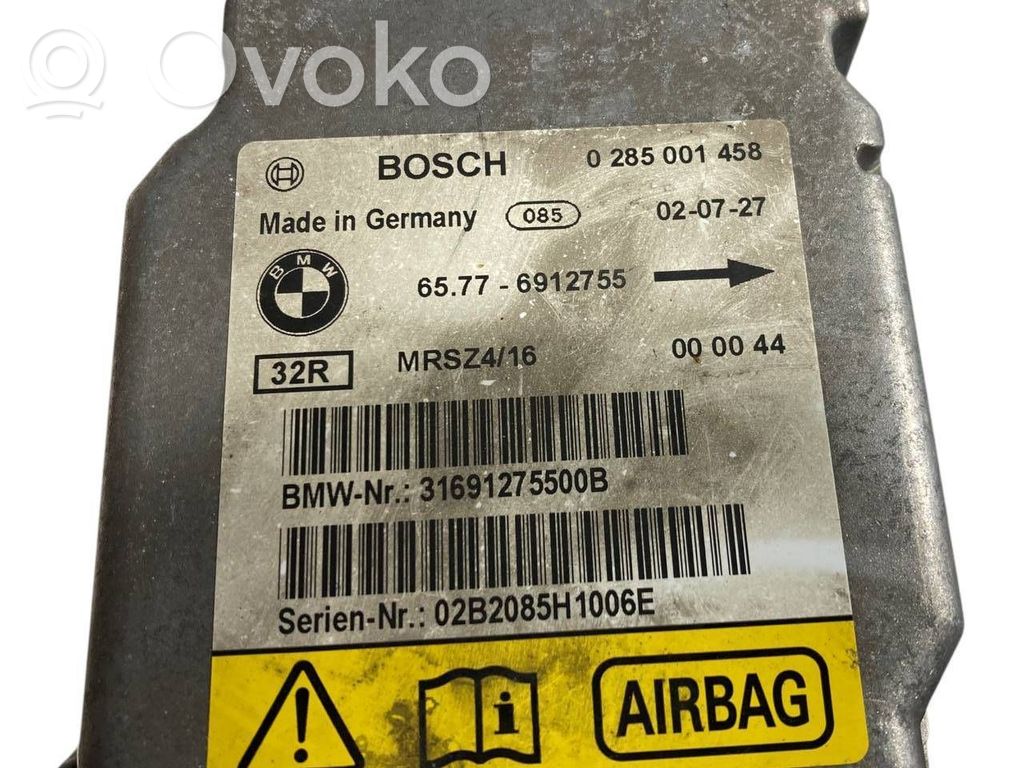 Ovoko
BOSCH 0 285 001 458
Made in Germany 085 02-07-27
BMW
65.77 - 6912755
32R MRSZ4/16 00 00 44
BMW-Nr.: 31691275500B
Serien-Nr.: 02B2085H1006E
! i AIRBAG